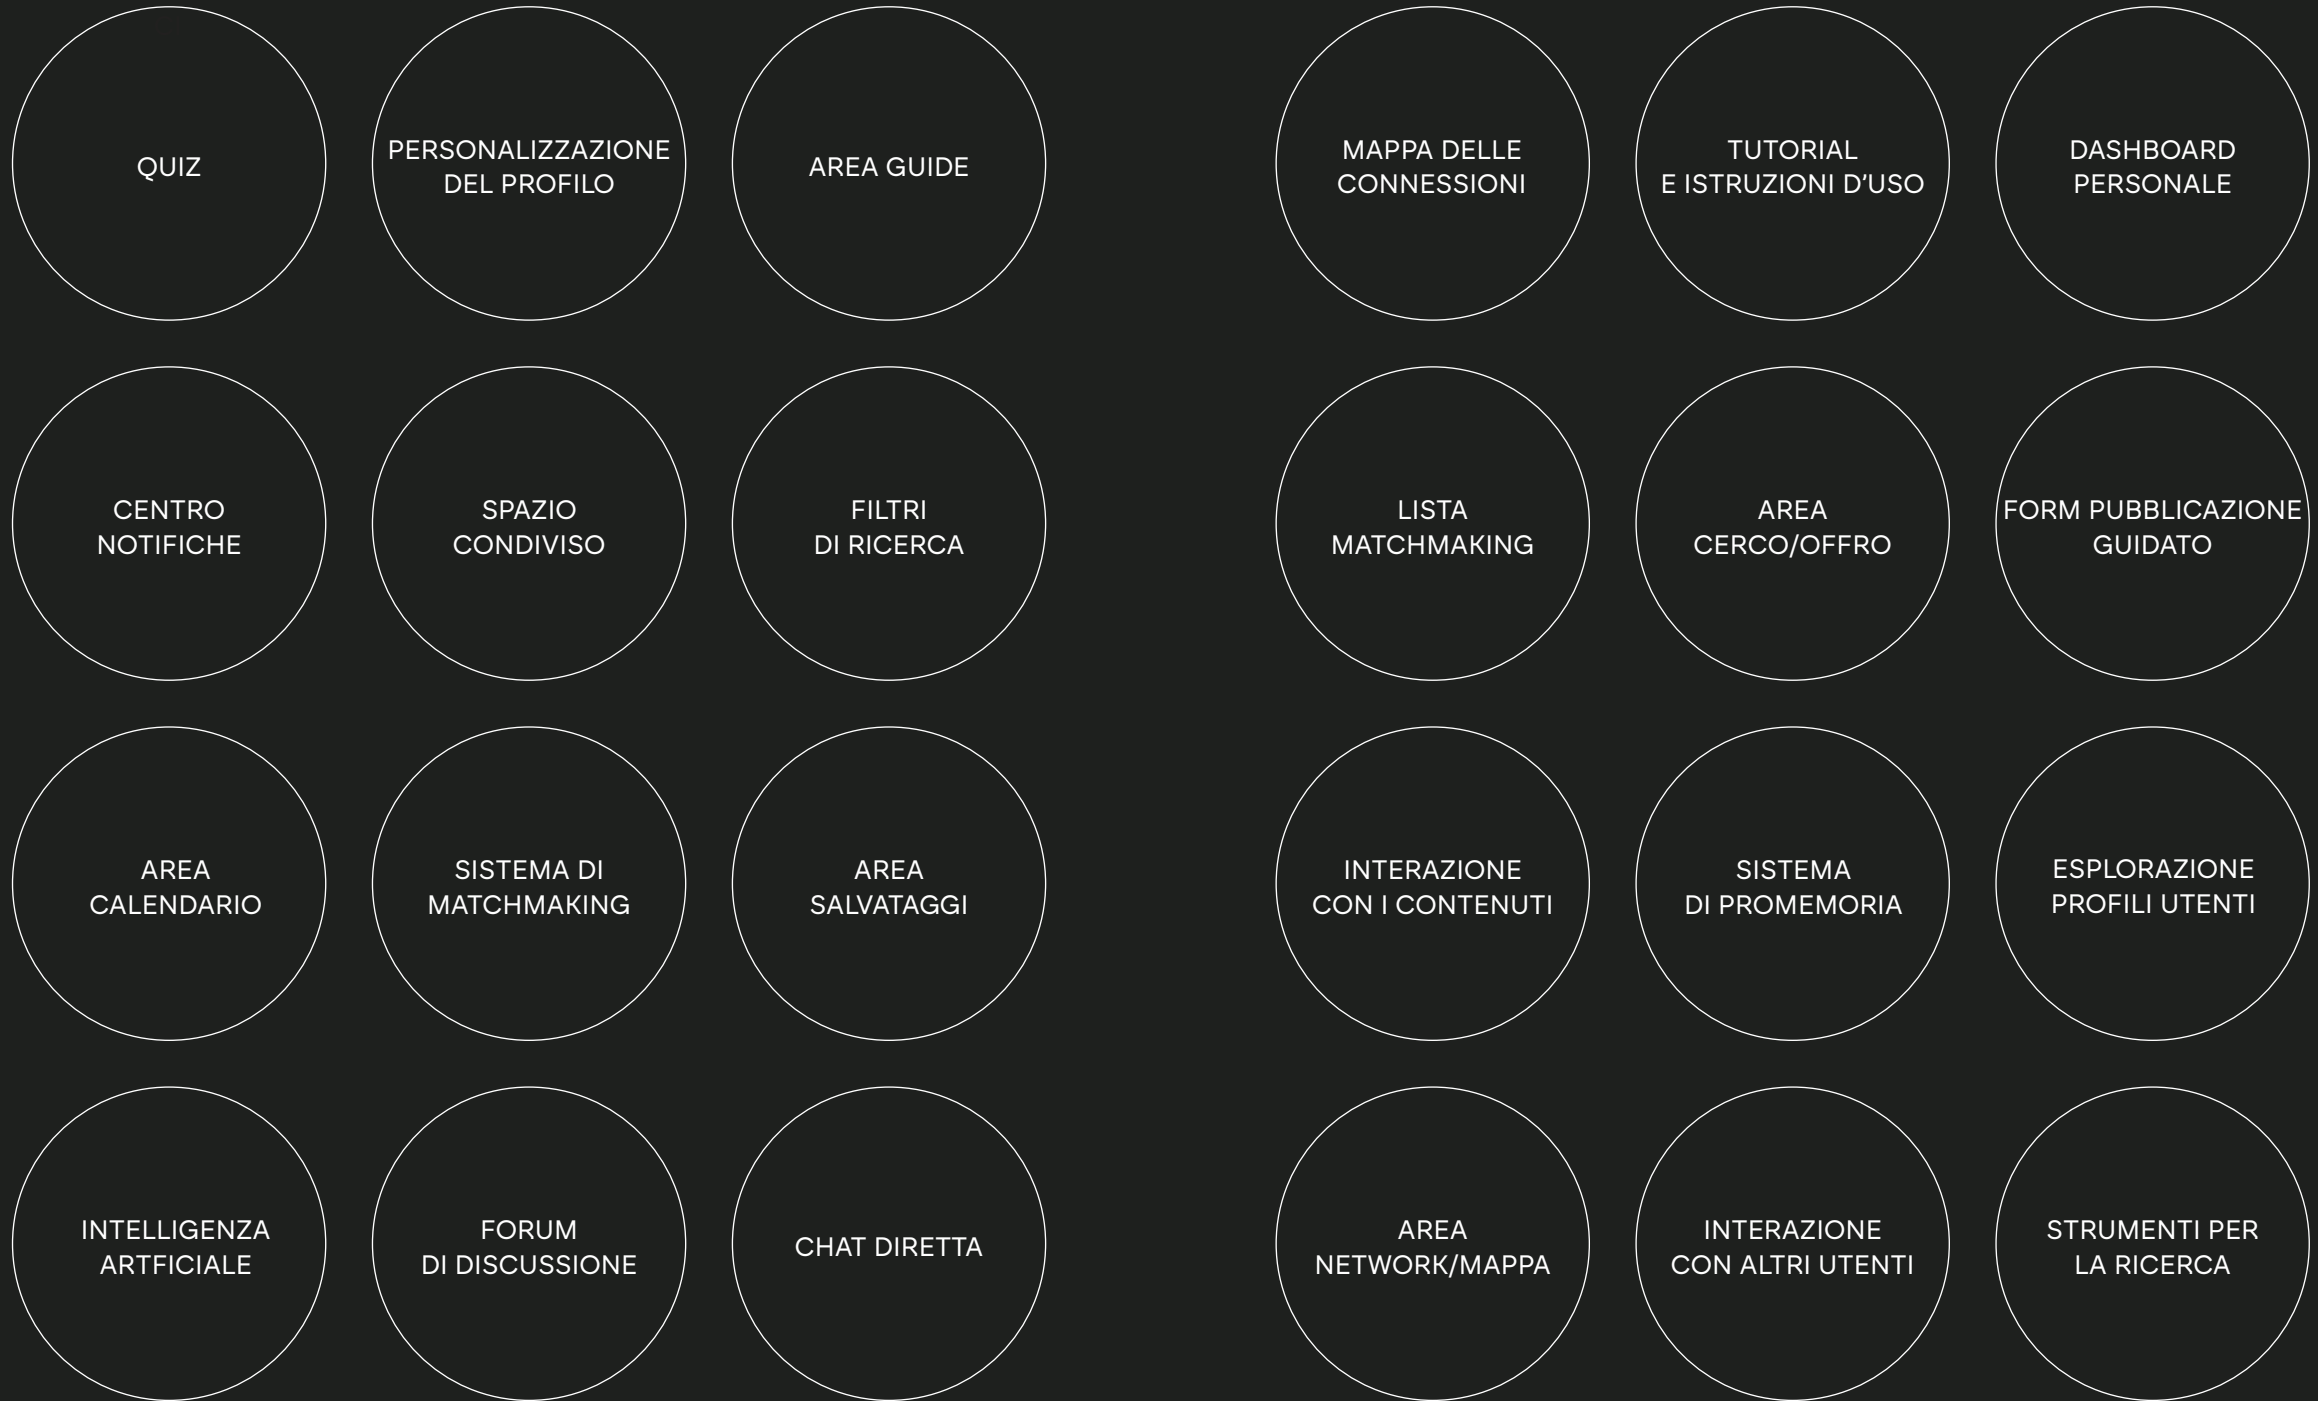 QUIZ
PERSONALIZZAZIONE
DEL PROFILO
AREA GUIDE
MAPPA DELLE
CONNESSIONI
TUTORIAL
E ISTRUZIONI D'USO
DASHBOARD
PERSONALE
CENTRO
NOTIFICHE
SPAZIO
CONDIVISO
FILTRI
DI RICERCA
LISTA
MATCHMAKING
AREA
CERCO/OFFRO
FORM PUBBLICAZIONE
GUIDATO
AREA
CALENDARIO
SISTEMA DI
MATCHMAKING
AREA
SALVATAGGI
INTERAZIONE
CON I CONTENUTI
SISTEMA
DI PROMEMORIA
ESPLORAZIONE
PROFILI UTENTI
INTELLIGENZA
ARTFICIALE
FORUM
DI DISCUSSIONE
CHAT DIRETTA
AREA
NETWORK/MAPPA
INTERAZIONE
CON ALTRI UTENTI
STRUMENTI PER
LA RICERCA